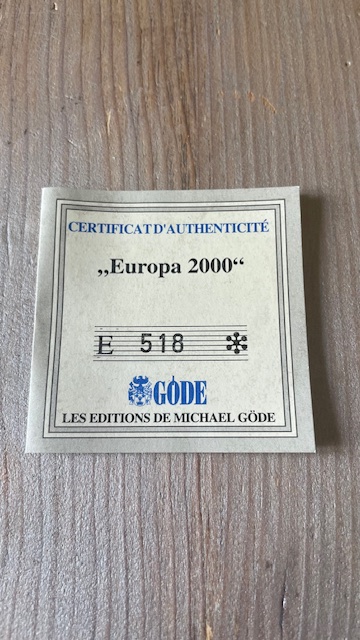 CERTIFICAT D'AUTHENTICITÉ
„Europa 2000“
E 518 ✻
GÖDE
LES EDITIONS DE MICHAEL GÖDE